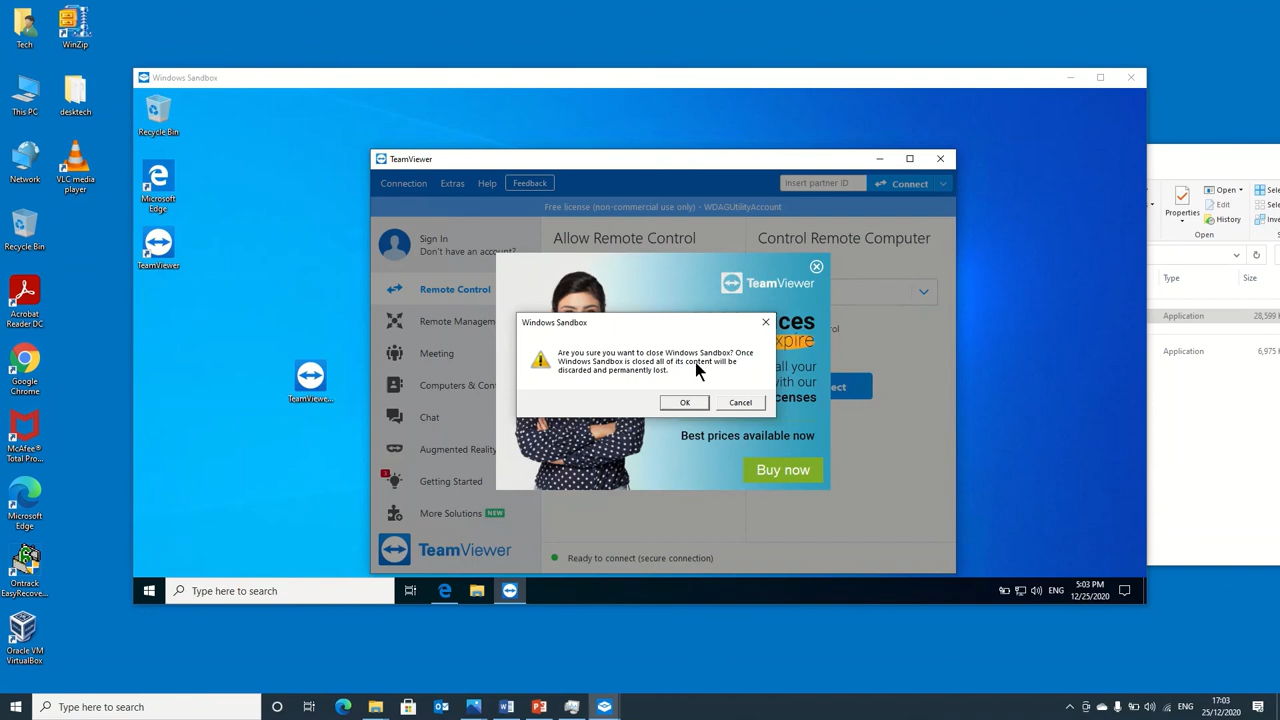 Tech
WinZip
This PC
desktech
Network
VLC media
player
Recycle Bin
Acrobat
Reader DC
Google
Chrome
McAfee®
Total Pro...
Microsoft
Edge
Ontrack
EasyRecove...
Oracle VM
VirtualBox
Windows Sandbox
Recycle Bin
Microsoft
Edge
TeamViewer
TeamViewe...
TeamViewer
Connection Extras Help Feedback
Insert partner ID Connect
Free license (non-commercial use only) - WDAGUtilityAccount
Sign In
Don't have an account?
Allow Remote Control
Control Remote Computer
Remote Control
Meeting
Chat
Getting Started
3
More Solutions NEW
TeamViewer
Ready to connect (secure connection)
TeamViewer
Best prices available now
Buy now
Windows Sandbox
Are you sure you want to close Windows Sandbox? Once
Windows Sandbox is closed all of its content will be
discarded and permanently lost.
OK Cancel
Type here to search
ENG
5:03 PM
12/25/2020
Properties
Open
Edit
History
Open
Type Size
Application 28,599 K
Application 6,975 K
Type here to search
ENG
17:03
25/12/2020